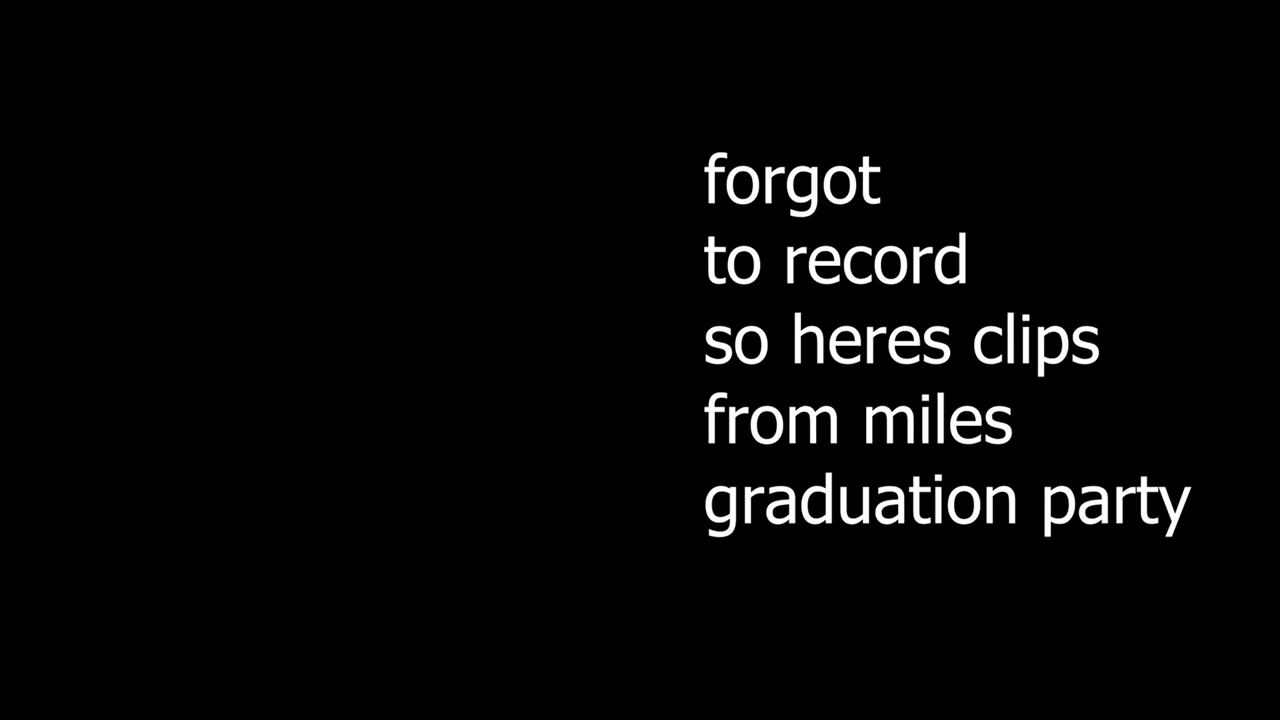 forgot
to record
so heres clips
from miles
graduation party